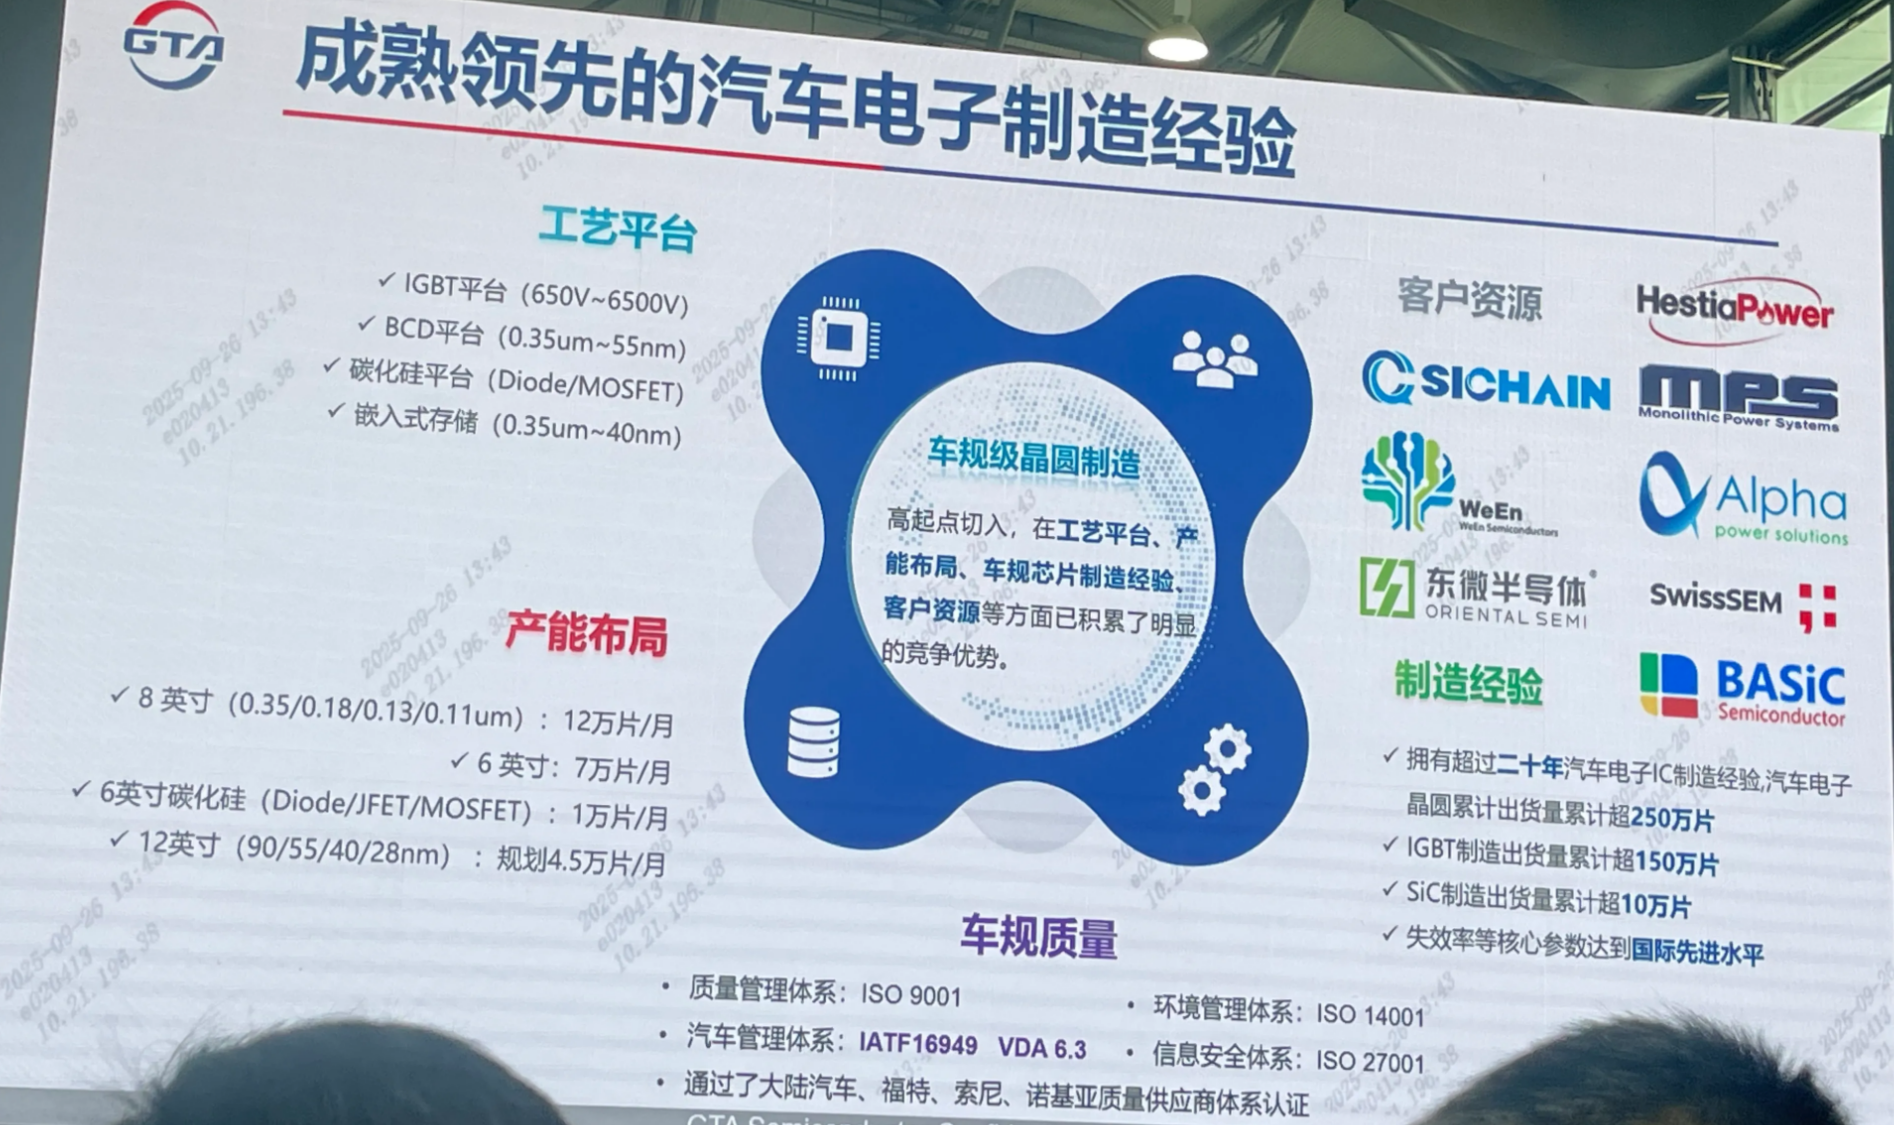 GTA
成熟领先的汽车电子制造经验
工艺平台
✓ IGBT平台（650V~6500V）
✓ BCD平台（0.35um~55nm）
✓ 碳化硅平台（Diode/MOSFET）
✓ 嵌入式存储（0.35um~40nm）
产能布局
✓ 8 英寸（0.35/0.18/0.13/0.11um）：12万片/月
✓ 6 英寸：7万片/月
✓ 6英寸碳化硅（Diode/JFET/MOSFET）：1万片/月
✓ 12英寸（90/55/40/28nm）：规划4.5万片/月
车规级晶圆制造
高起点切入，在工艺平台、产
能布局、车规芯片制造经验、
客户资源等方面已积累了明显
的竞争优势。
客户资源
HestiaPower
SICHAIN
MPS
Monolithic Power Systems
WeEn
WeEn Semiconductors
Alpha
power solutions
东微半导体®
ORIENTAL SEMI
SwissSEM
BASiC
Semiconductor
制造经验
✓ 拥有超过二十年汽车电子IC制造经验,汽车电子
晶圆累计出货量累计超250万片
✓ IGBT制造出货量累计超150万片
✓ SiC制造出货量累计超10万片
✓ 失效率等核心参数达到国际先进水平
车规质量
• 质量管理体系：ISO 9001
• 环境管理体系：ISO 14001
• 汽车管理体系：IATF16949 VDA 6.3
• 信息安全体系：ISO 27001
• 通过了大陆汽车、福特、索尼、诺基亚质量供应商体系认证
2025-09-26 13:43
e020413
10.21.196.38